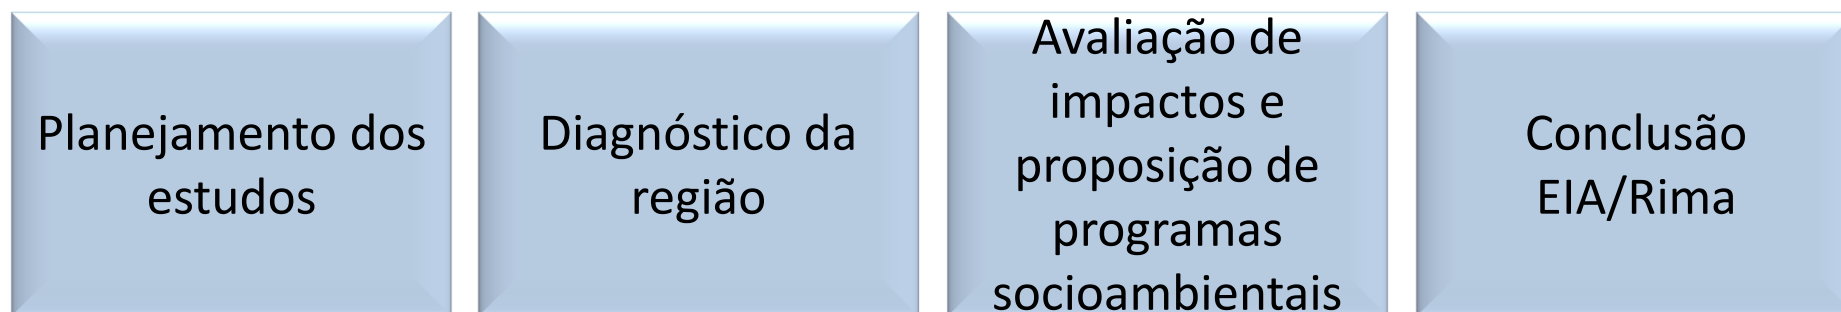 Planejamento dos
estudos
Diagnóstico da
região
Avaliação de
impactos e
proposição de
programas
socioambientais
Conclusão
EIA/Rima